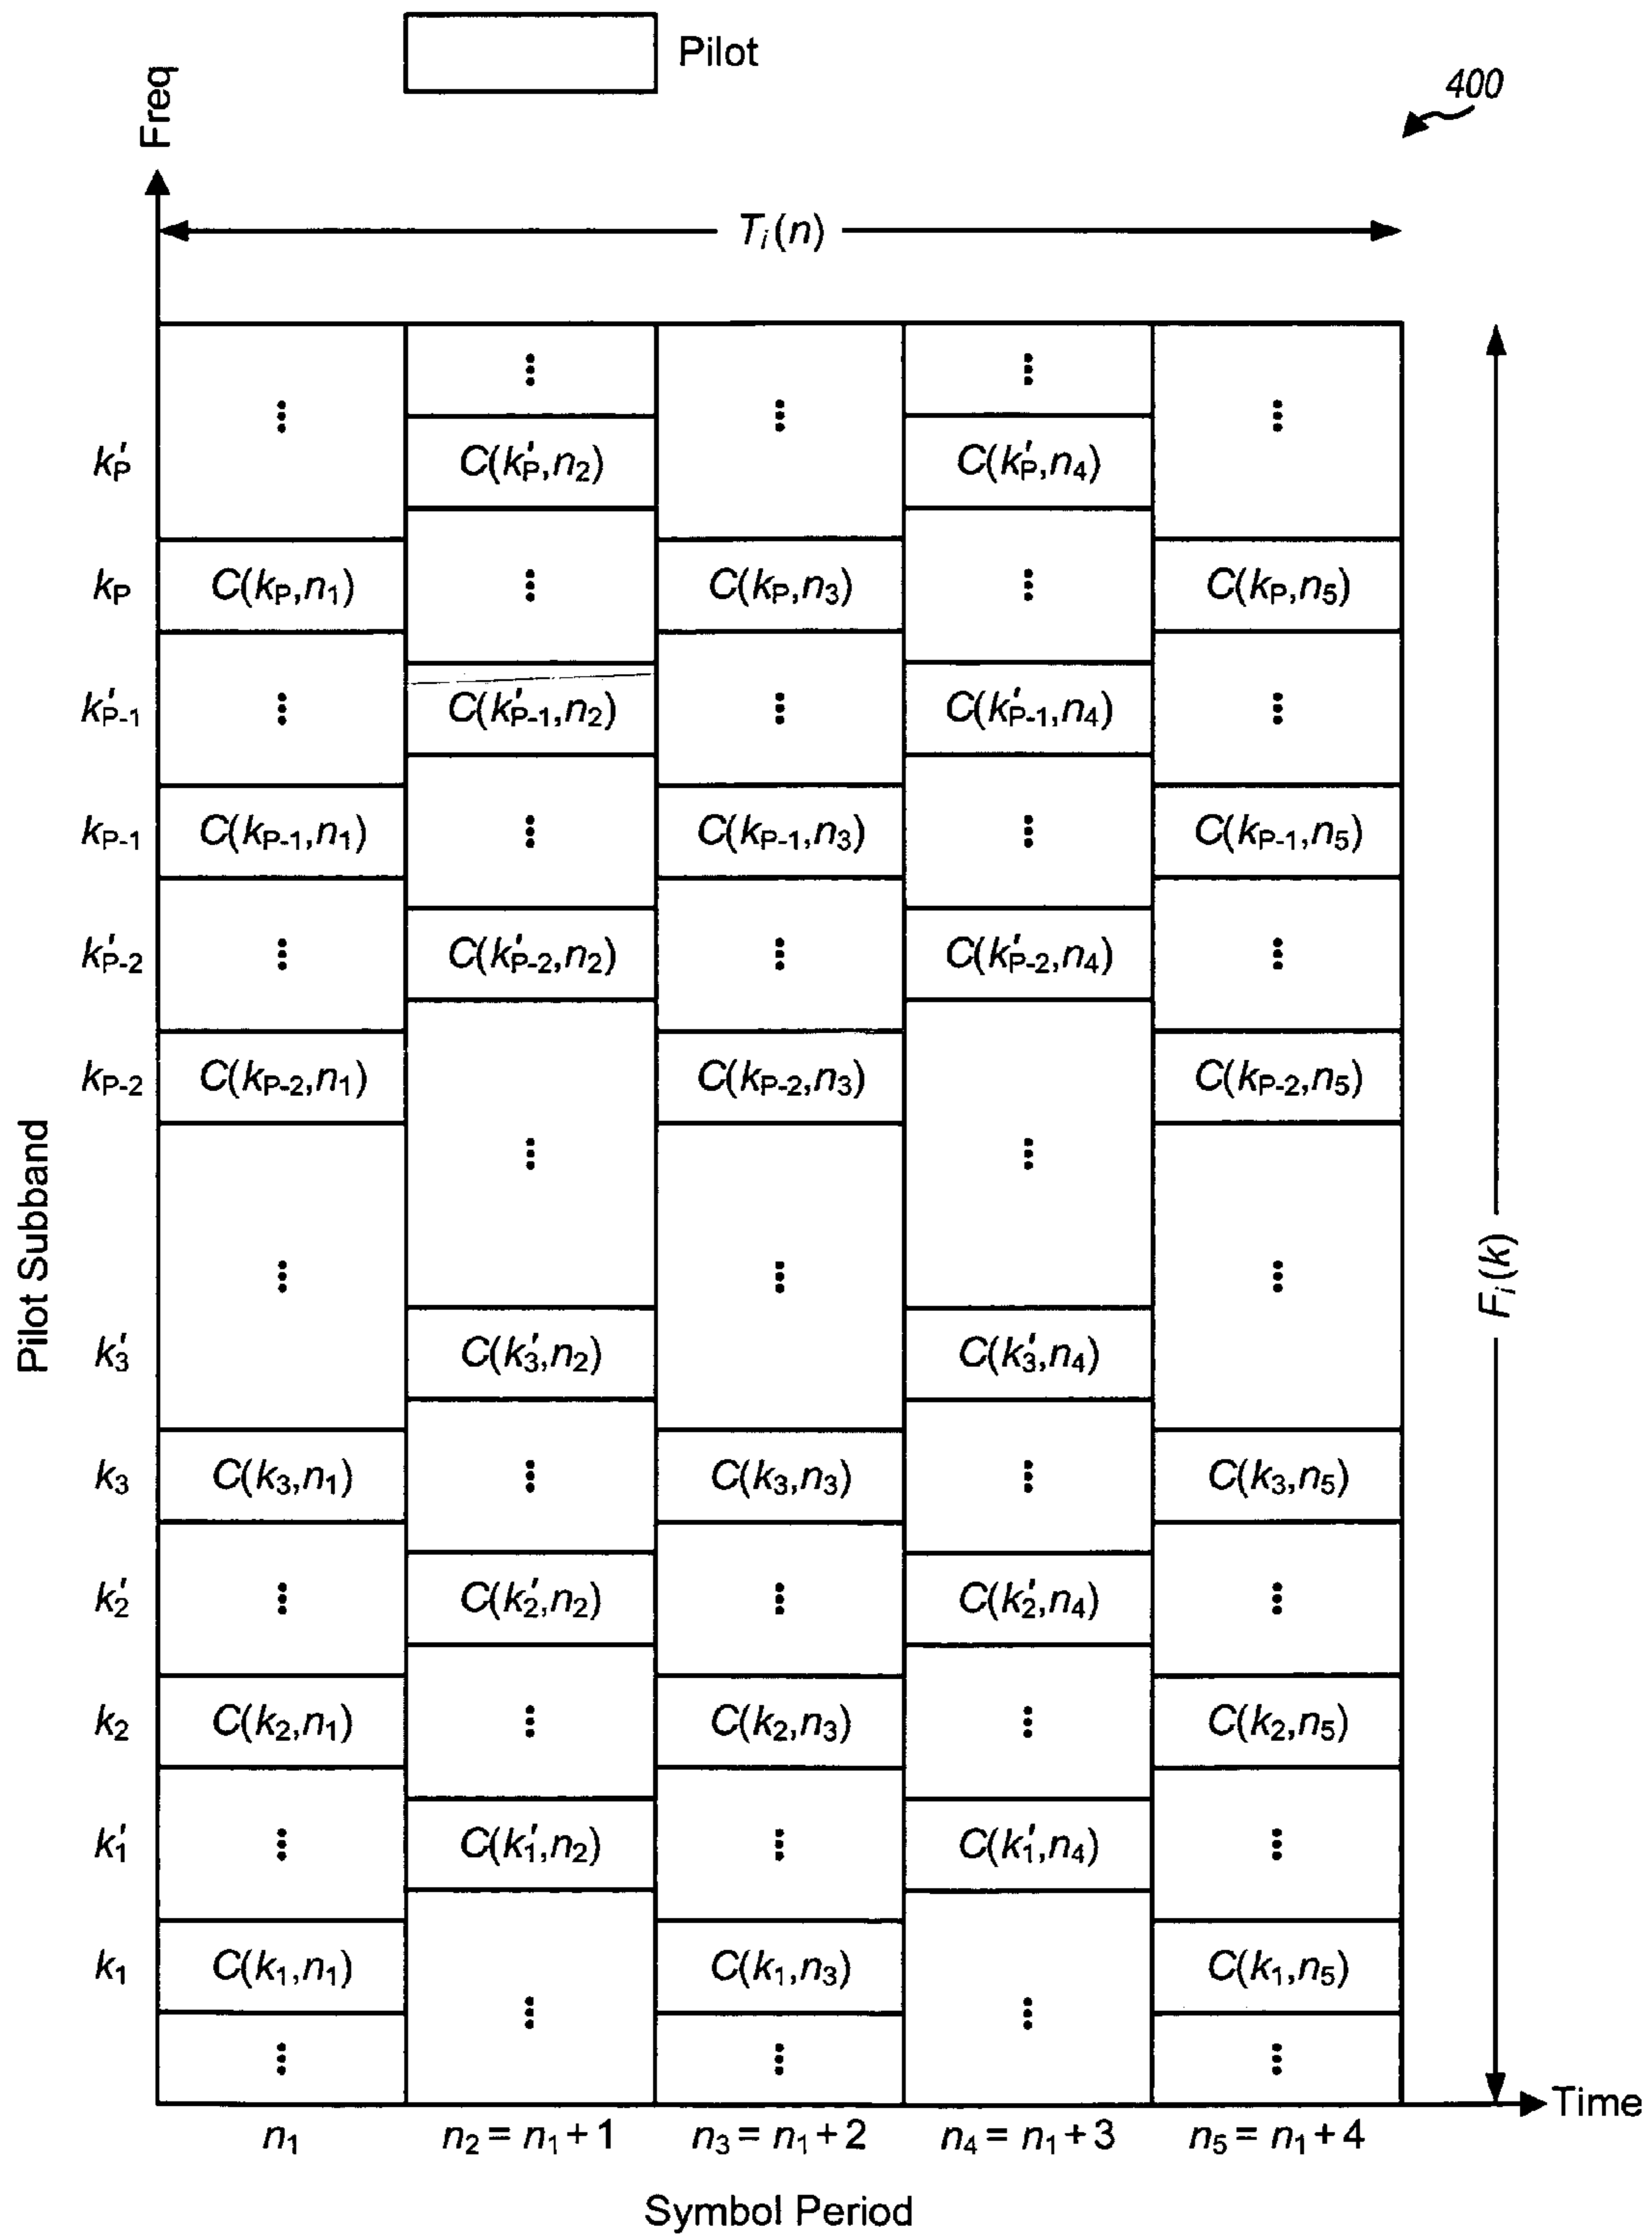 Pilot
400
Freq
Tᵢ(n)
k'P C(k'P,n₂) C(k'P,n₄)
kP C(kP,n₁) C(kP,n₃) C(kP,n₅)
k'P-1 C(k'P-1,n₂) C(k'P-1,n₄)
kP-1 C(kP-1,n₁) C(kP-1,n₃) C(kP-1,n₅)
k'P-2 C(k'P-2,n₂) C(k'P-2,n₄)
kP-2 C(kP-2,n₁) C(kP-2,n₃) C(kP-2,n₅)
Pilot Subband
Fᵢ(k)
k'₃ C(k'₃,n₂) C(k'₃,n₄)
k₃ C(k₃,n₁) C(k₃,n₃) C(k₃,n₅)
k'₂ C(k'₂,n₂) C(k'₂,n₄)
k₂ C(k₂,n₁) C(k₂,n₃) C(k₂,n₅)
k'₁ C(k'₁,n₂) C(k'₁,n₄)
k₁ C(k₁,n₁) C(k₁,n₃) C(k₁,n₅)
Time
n₁ n₂ = n₁ + 1 n₃ = n₁ + 2 n₄ = n₁ + 3 n₅ = n₁ + 4
Symbol Period